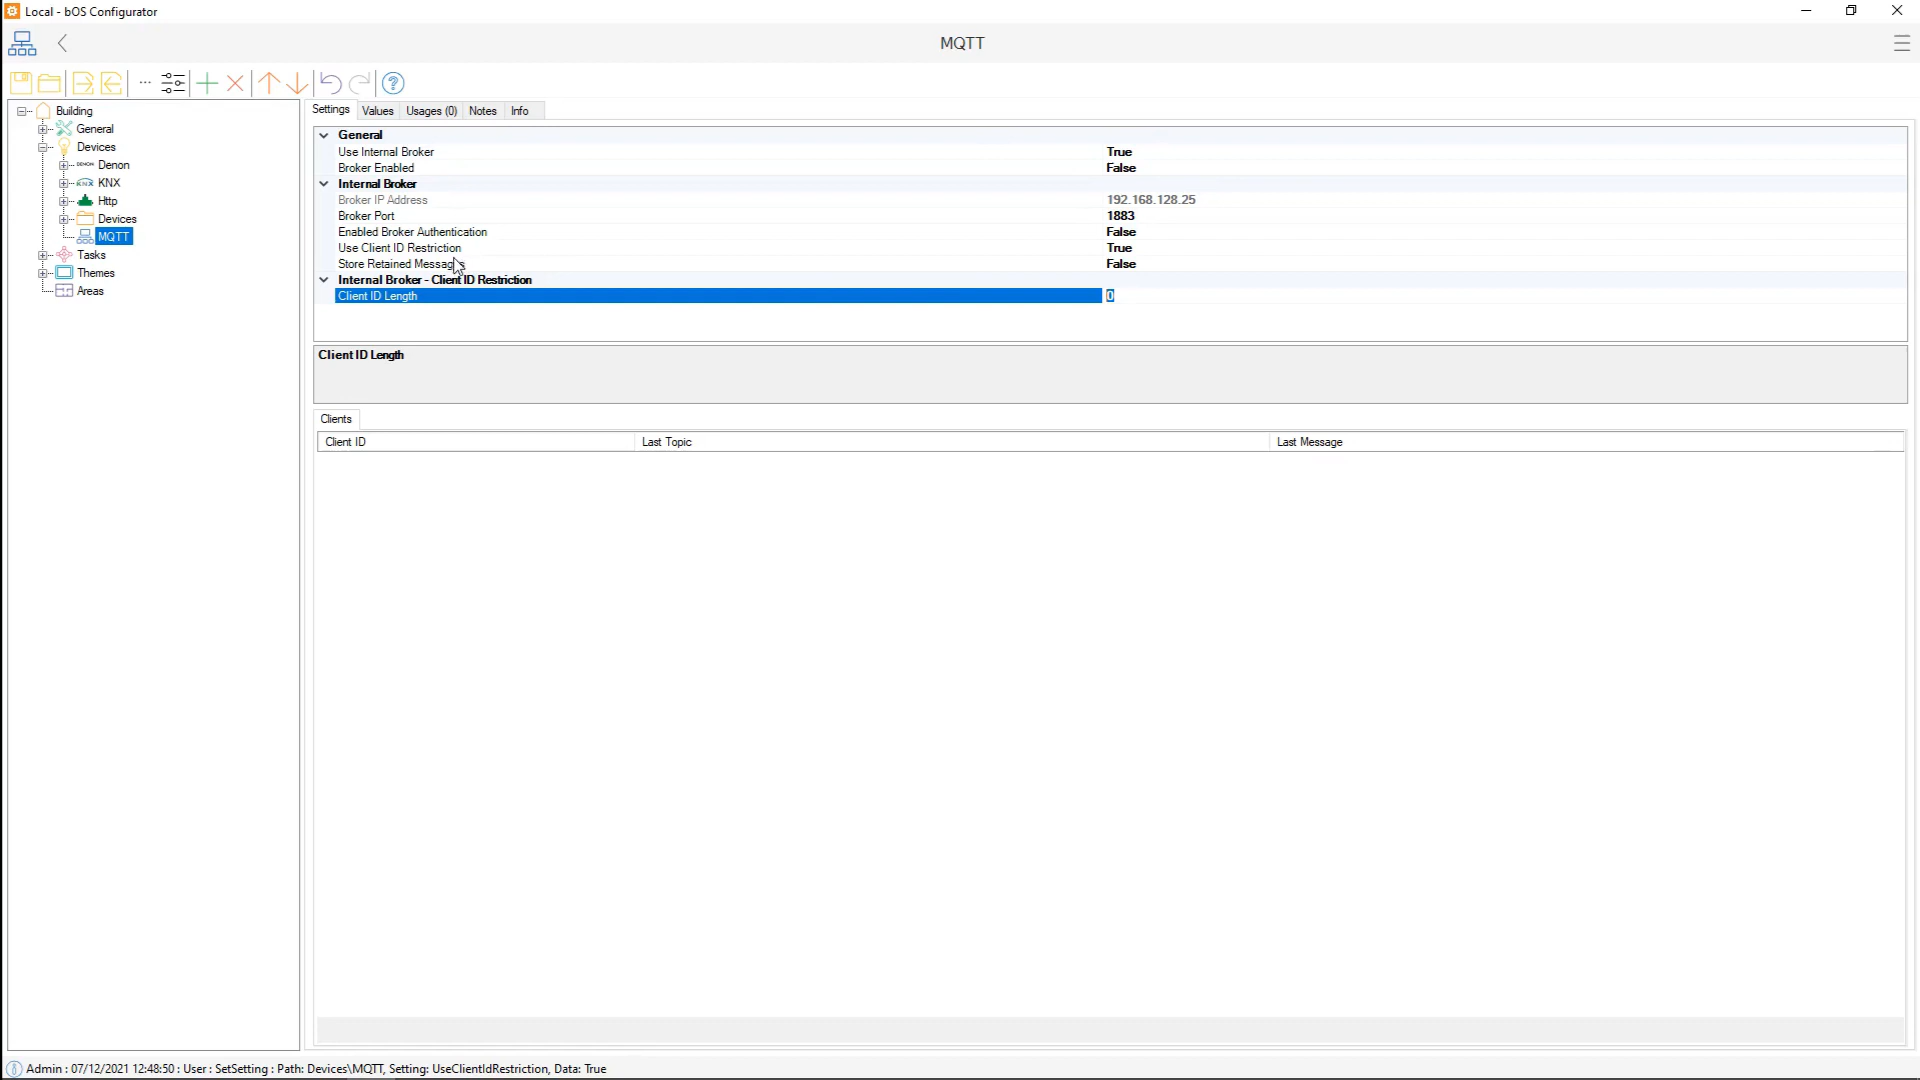 Local - bOS Configurator
MQTT
Building
General
Devices
Denon
KNX
Http
Devices
MQTT
Tasks
Themes
Areas
Settings Values Usages (0) Notes Info
General
Use Internal Broker True
Broker Enabled False
Internal Broker
Broker IP Address 192.168.128.25
Broker Port 1883
Enabled Broker Authentication False
Use Client ID Restriction True
Store Retained Messages False
Internal Broker - Client ID Restriction
Client ID Length 0
Client ID Length
Clients
Client ID Last Topic Last Message
Admin : 07/12/2021 12:48:50 : User : SetSetting : Path: Devices\MQTT, Setting: UseClientIdRestriction, Data: True